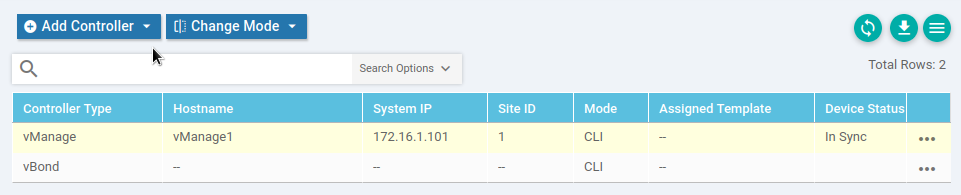 Add Controller Change Mode
Search Options Total Rows: 2
Controller Type Hostname System IP Site ID Mode Assigned Template Device Status
vManage vManage1 172.16.1.101 1 CLI -- In Sync
vBond -- -- -- CLI --